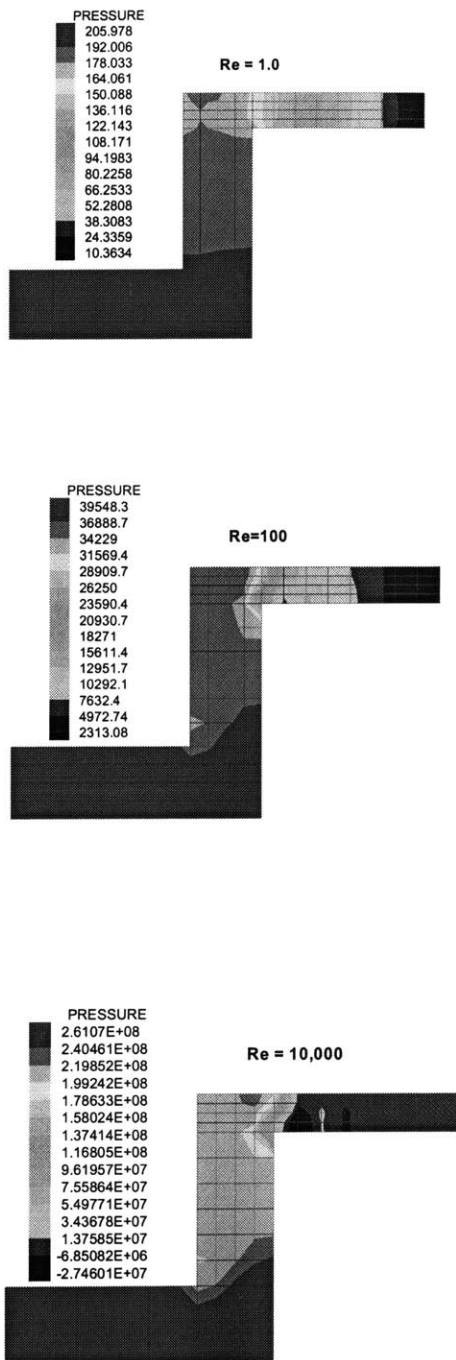 PRESSURE
205.978
192.006
178.033
164.061
150.088
136.116
122.143
108.171
94.1983
80.2258
66.2533
52.2808
38.3083
24.3359
10.3634
Re = 1.0
PRESSURE
39548.3
36888.7
34229
31569.4
28909.7
26250
23590.4
20930.7
18271
15611.4
12951.7
10292.1
7632.4
4972.74
2313.08
Re=100
PRESSURE
2.6107E+08
2.40461E+08
2.19852E+08
1.99242E+08
1.78633E+08
1.58024E+08
1.37414E+08
1.16805E+08
9.61957E+07
7.55864E+07
5.49771E+07
3.43678E+07
1.37585E+07
-6.85082E+06
-2.74601E+07
Re = 10,000